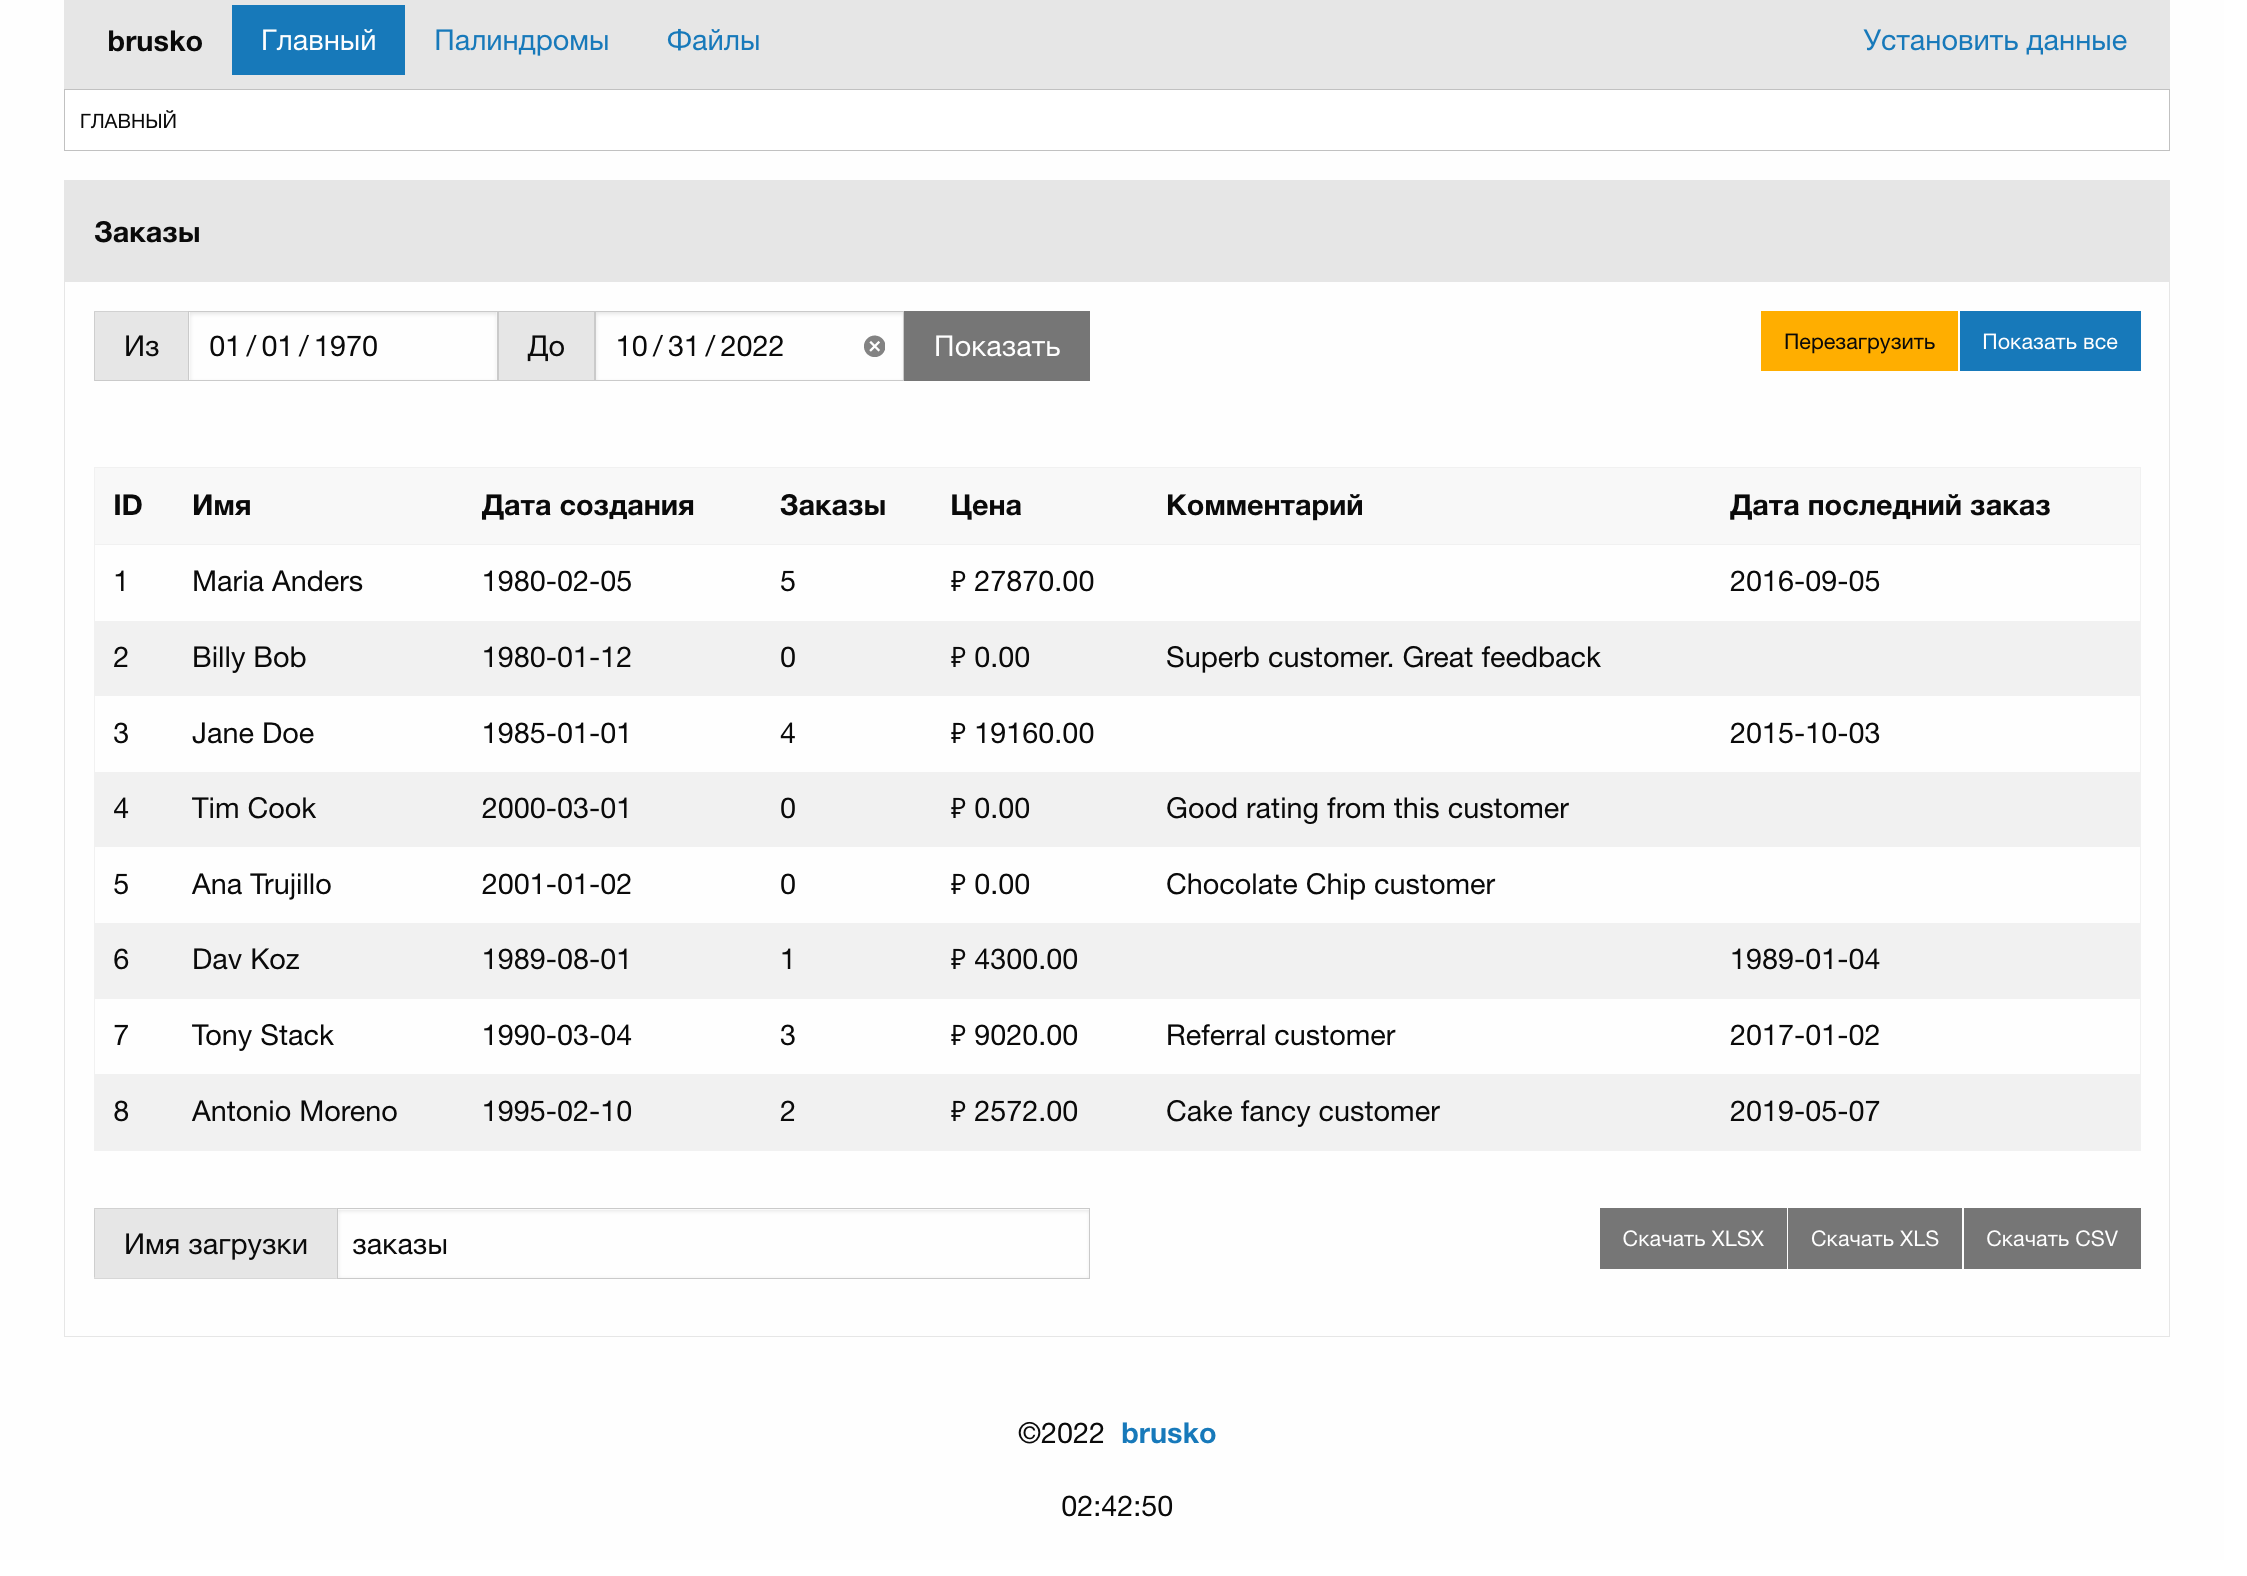 brusko Главный Палиндромы Файлы Установить данные
ГЛАВНЫЙ
Заказы
Из 01/01/1970 До 10/31/2022 Показать Перезагрузить Показать все
ID Имя Дата создания Заказы Цена Комментарий Дата последний заказ
1 Maria Anders 1980-02-05 5 ₽ 27870.00 2016-09-05
2 Billy Bob 1980-01-12 0 ₽ 0.00 Superb customer. Great feedback
3 Jane Doe 1985-01-01 4 ₽ 19160.00 2015-10-03
4 Tim Cook 2000-03-01 0 ₽ 0.00 Good rating from this customer
5 Ana Trujillo 2001-01-02 0 ₽ 0.00 Chocolate Chip customer
6 Dav Koz 1989-08-01 1 ₽ 4300.00 1989-01-04
7 Tony Stack 1990-03-04 3 ₽ 9020.00 Referral customer 2017-01-02
8 Antonio Moreno 1995-02-10 2 ₽ 2572.00 Cake fancy customer 2019-05-07
Имя загрузки заказы Скачать XLSX Скачать XLS Скачать CSV
©2022 brusko
02:42:50